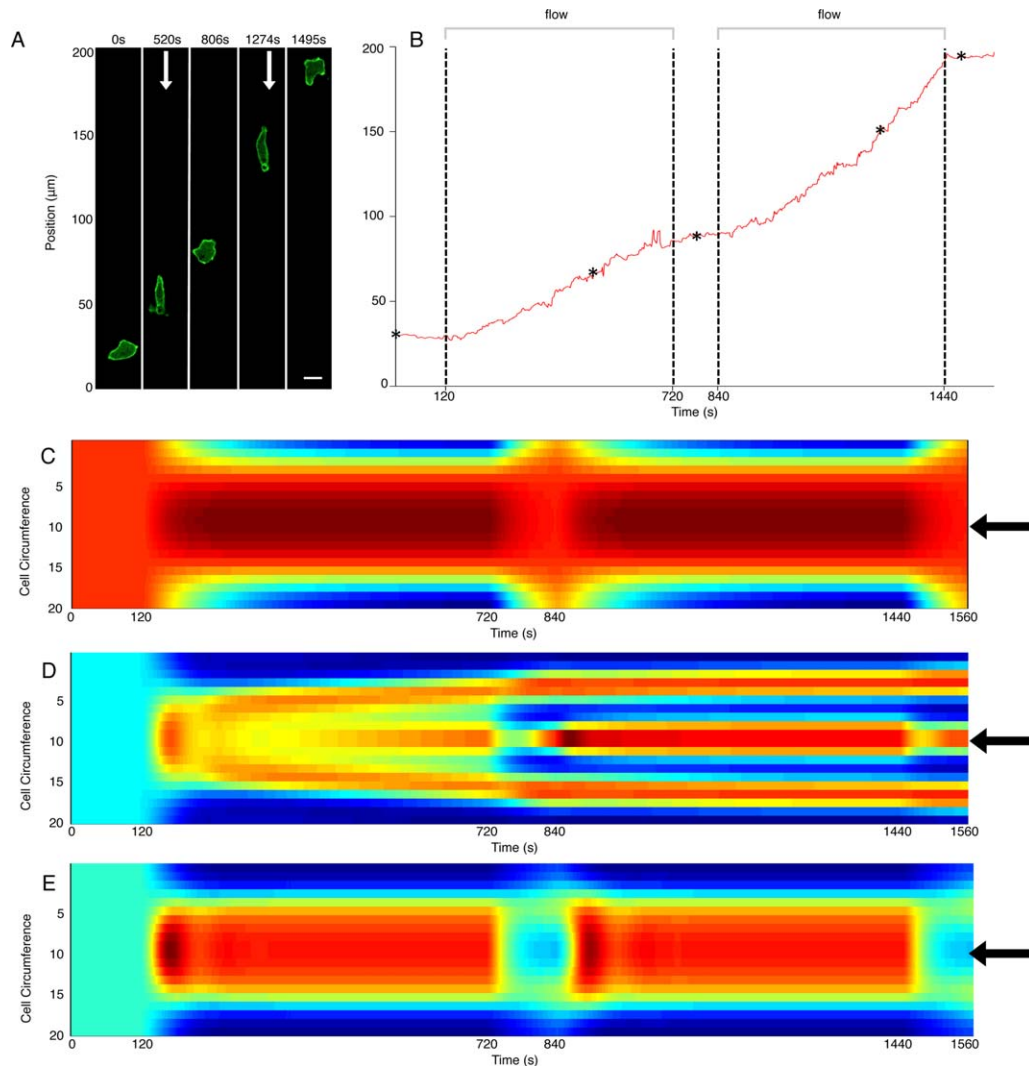 A
0s 520s 806s 1274s 1495s
200
150
100
50
0
Position (μm)
B
flow flow
200
150
100
50
0
120 720 840 1440
Time (s)
C
Cell Circumference
5
10
15
20
0 120 720 840 1440 1560
Time (s)
D
Cell Circumference
5
10
15
20
0 120 720 840 1440 1560
Time (s)
E
Cell Circumference
5
10
15
20
0 120 720 840 1440 1560
Time (s)